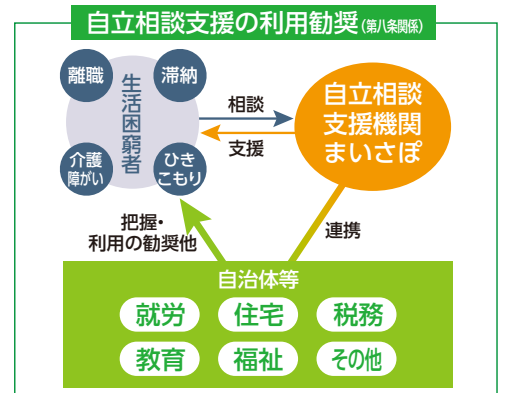 自立相談支援の利用勧奨(第八条関係)
離職
滞納
生活困窮者
介護
障がい
ひき
こもり
相談
支援
自立相談
支援機関
まいさぽ
把握・
利用の勧奨他
連携
自治体等
就労
住宅
税務
教育
福祉
その他